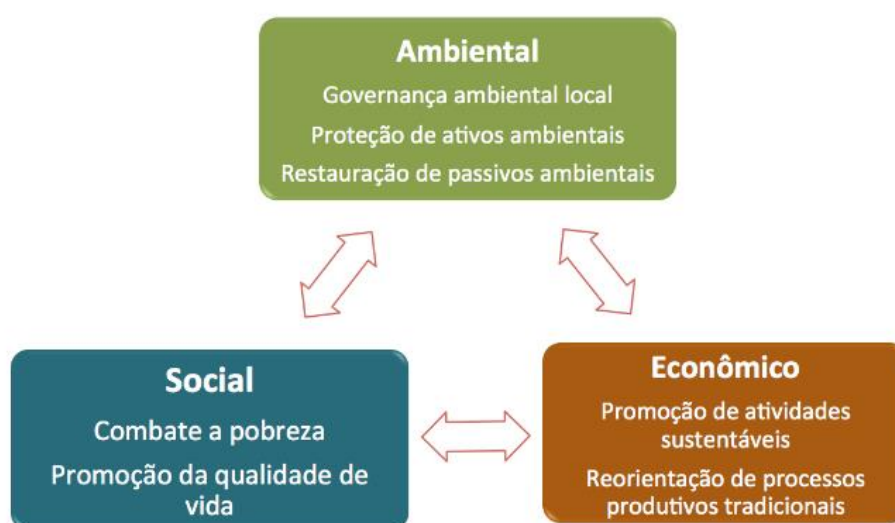 Ambiental
Governança ambiental local
Proteção de ativos ambientais
Restauração de passivos ambientais
Social
Combate a pobreza
Promoção da qualidade de
vida
Econômico
Promoção de atividades
sustentáveis
Reorientação de processos
produtivos tradicionais